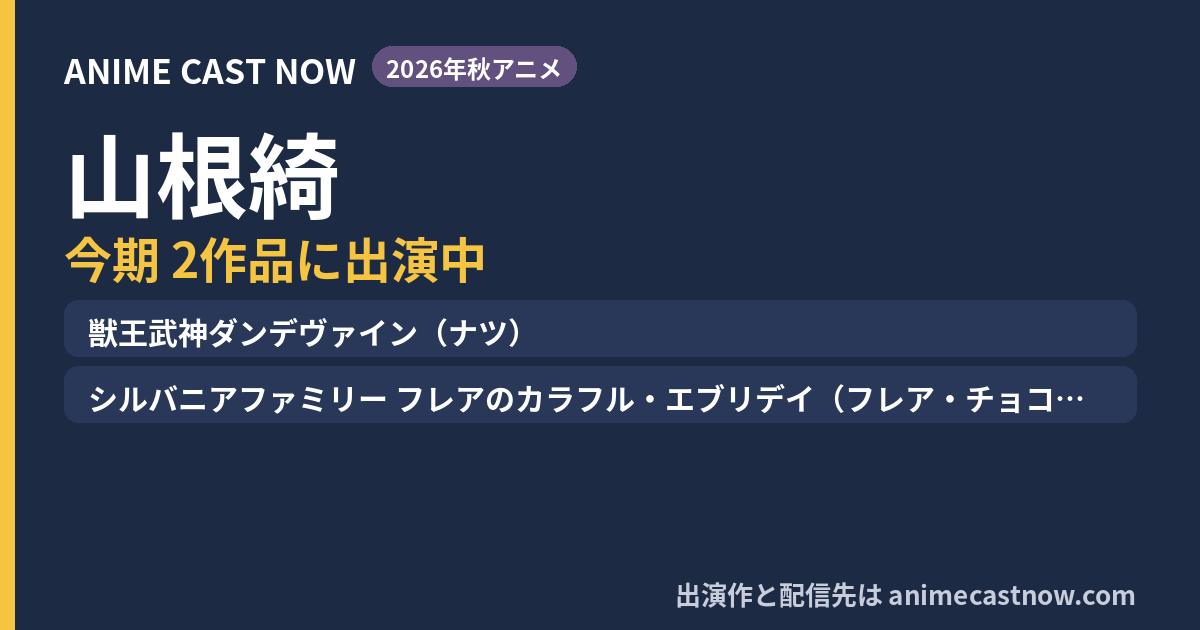 ANIME CAST NOW 2026年秋アニメ
山根綺
今期 2作品に出演中
獣王武神ダンデヴァイン（ナツ）
シルバニアファミリー フレアのカラフル・エブリデイ（フレア・チョコ…
出演作と配信先は animecastnow.com